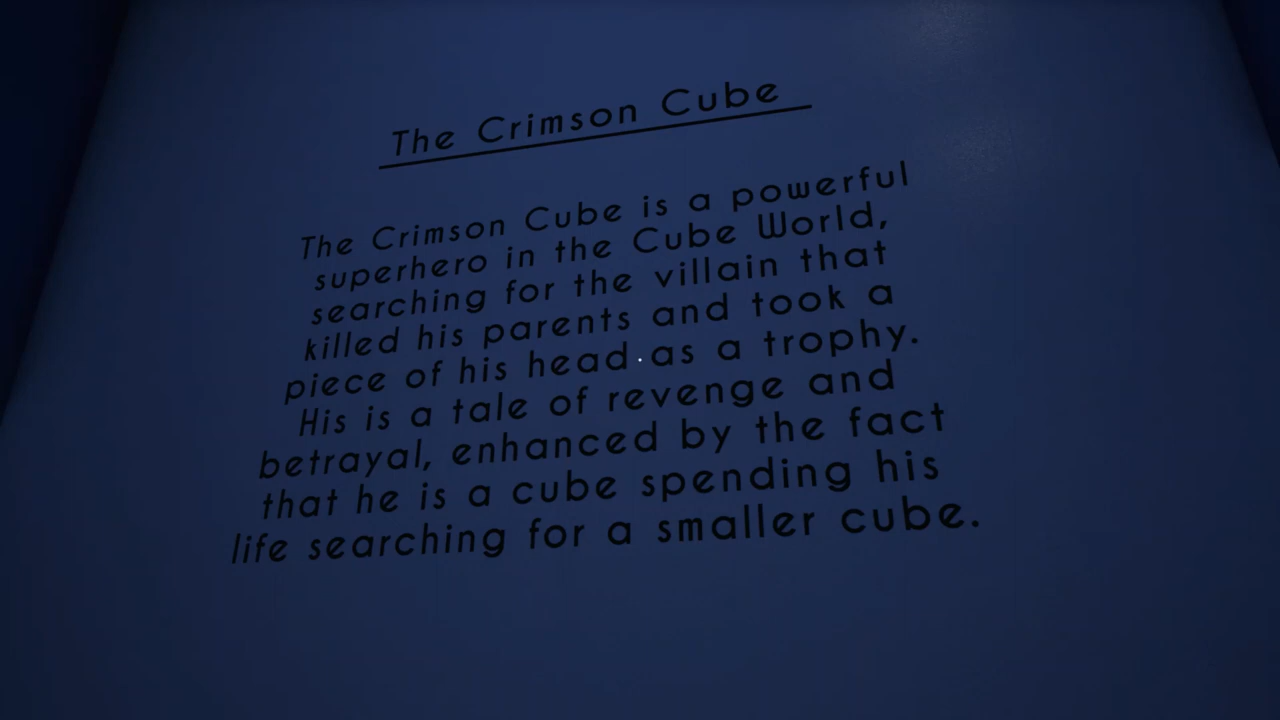 The Crimson Cube
The Crimson Cube is a powerful
superhero in the Cube World,
searching for the villain that
killed his parents and took a
piece of his head as a trophy.
His is a tale of revenge and
betrayal, enhanced by the fact
that he is a cube spending his
life searching for a smaller cube.